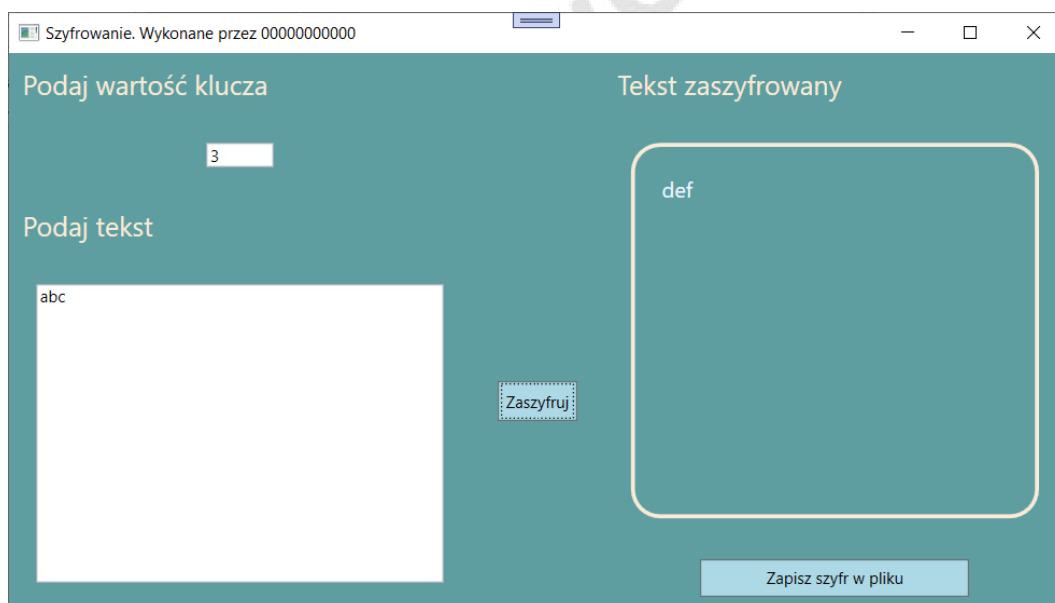 Szyfrowanie. Wykonane przez 00000000000
Podaj wartość klucza
3
Podaj tekst
abc
Zaszyfruj
Tekst zaszyfrowany
def
Zapisz szyfr w pliku